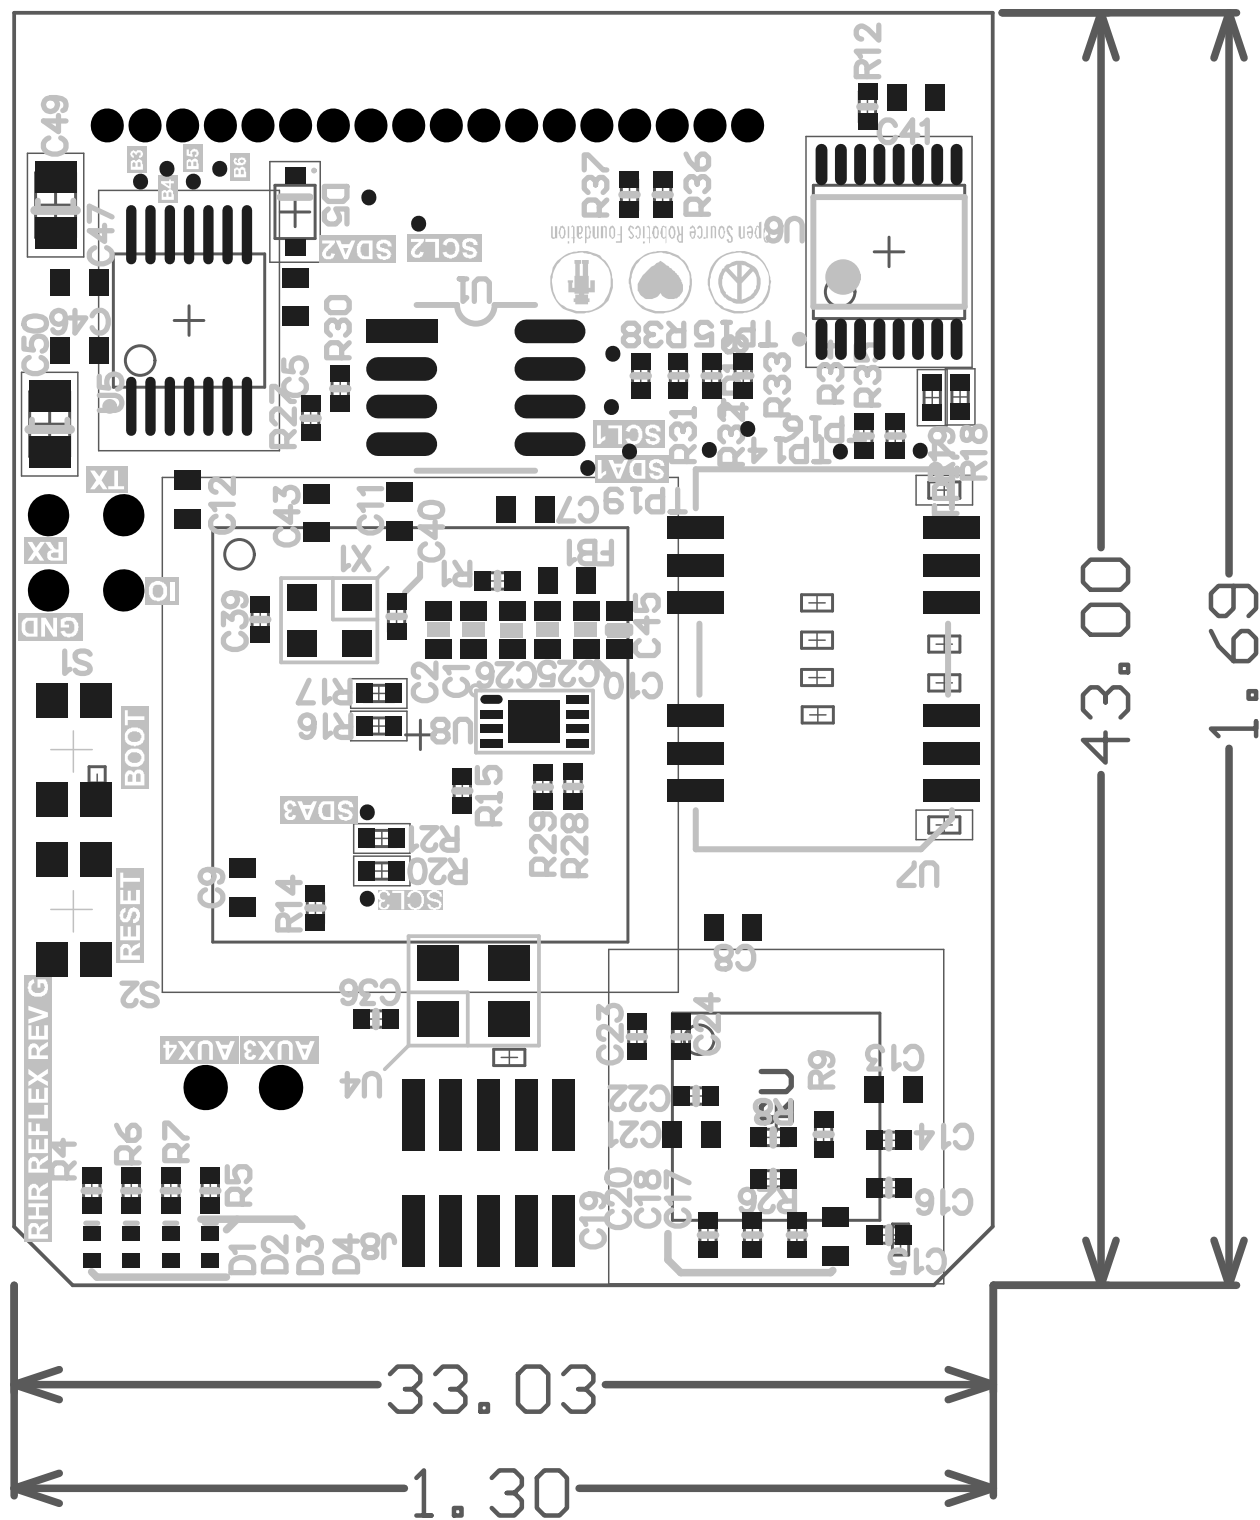 R12
C49
C41
B3
B5
B6
B4
R37
R36
D5
C47
U6
Open Source Robotics Foundation
SDA2
SCL2
U1
C46
C50
R30
R38
TP15
C5
R33
U5
R27
SCL1
R31
TP16
TP14
R18
SDA1
TX
TP19
C12
C43
C11
C40
C7
RX
X1
R1
FB1
IO
C39
C45
GND
S1
C2
C1
C26
C25
C10
R17
R16
U8
BOOT
SDA3
R15
R29
R28
R21
R20
U7
C9
R14
SCL3
RESET
C8
S2
C36
C23
C24
RHR REFLEX REV G
AUX4
AUX3
U4
C13
R9
C22
R8
C21
C14
R4
R6
R7
R5
C19
C20
C18
C17
R26
C16
D1
D2
D3
D4
J8
C15
43.00
1.69
33.03
1.30